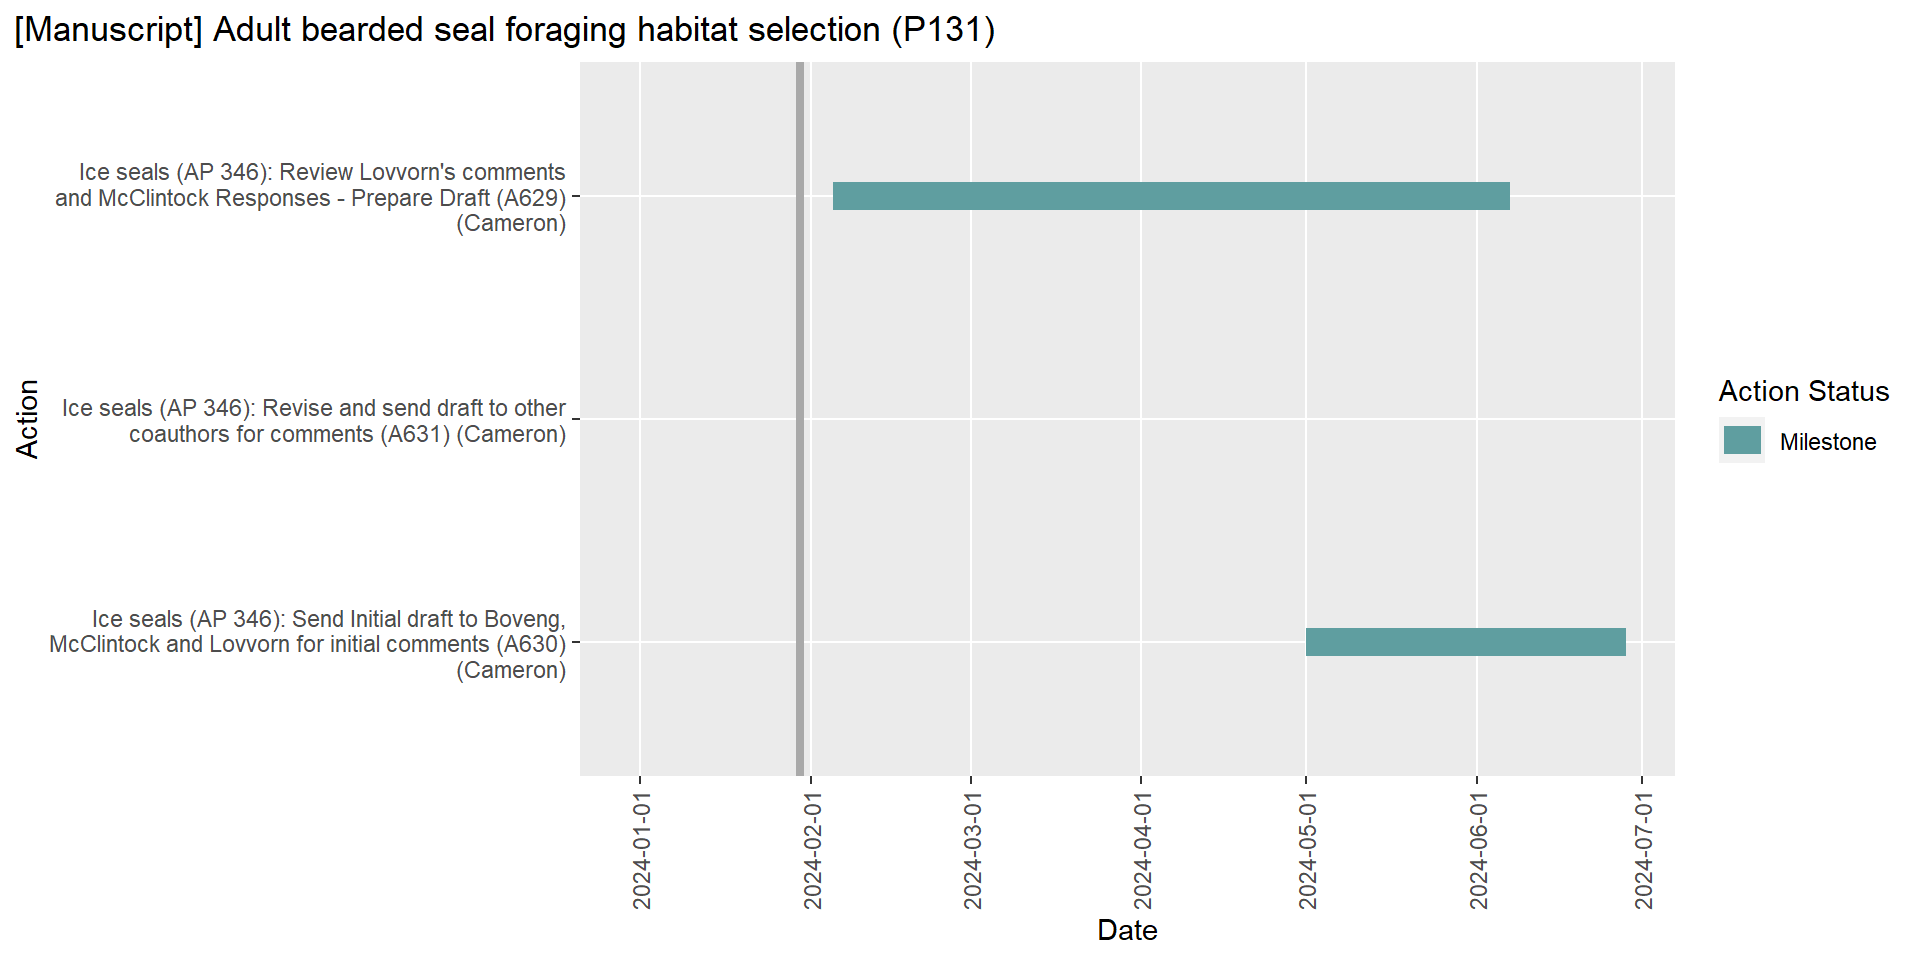 [Manuscript] Adult bearded seal foraging habitat selection (P131)
Ice seals (AP 346): Review Lovvorn's comments
and McClintock Responses - Prepare Draft (A629)
(Cameron)
Ice seals (AP 346): Revise and send draft to other
coauthors for comments (A631) (Cameron)
Ice seals (AP 346): Send Initial draft to Boveng,
McClintock and Lovvorn for initial comments (A630)
(Cameron)
Action
2024-01-01
2024-02-01
2024-03-01
2024-04-01
2024-05-01
2024-06-01
2024-07-01
Date
Action Status
Milestone